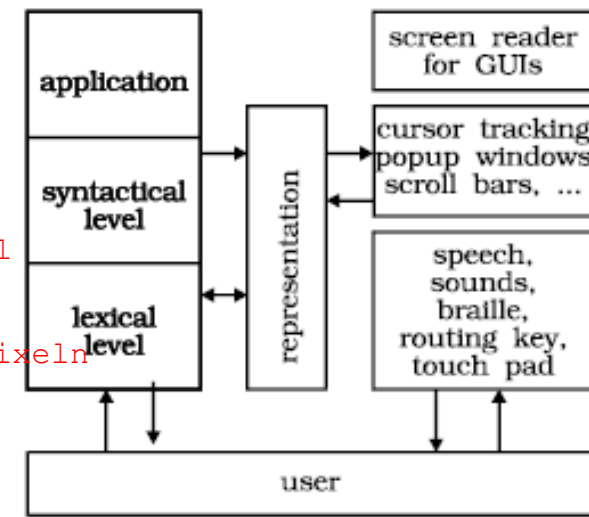 application
syntactical
level
lexical
level
representation
screen reader
for GUIs
cursor tracking
popup windows
scroll bars, ...
speech,
sounds,
braille,
routing key,
touch pad
user